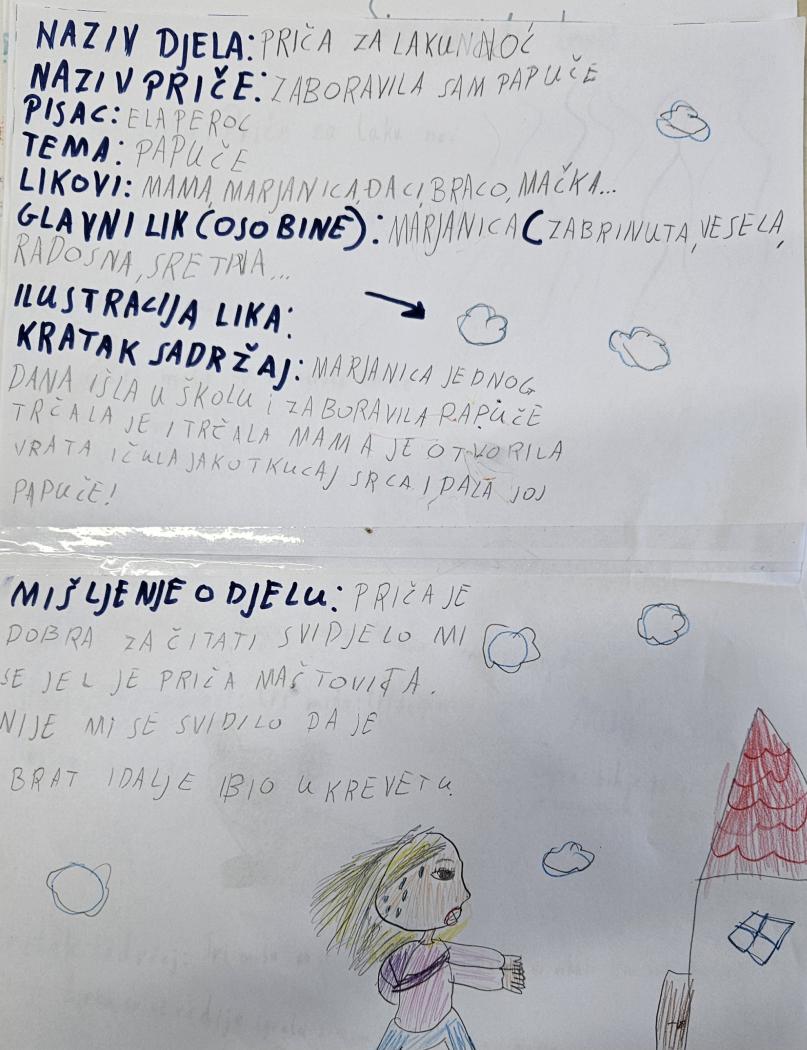 NAZIV DJELA: PRIČA ZA LAKU NOĆ
NAZIV PRIČE: ZABORAVILA SAM PAPUČE
PISAC: ELA PEROC
TEMA: PAPUČE
LIKOVI: MAMA, MARJANICA, ĐACI, BRACO, MAČKA...
GLAVNI LIK (OSOBINE): MARJANICA (ZABRINUTA, VESELA,
RADOSNA, SRETNA...
ILUSTRACIJA LIKA:
KRATAK SADRŽAJ: MARJANICA JEDNOG
DANA IŠLA U ŠKOLU I ZABORAVILA PAPUČE
TRČALA JE I TRČALA MAMA JE OTVORILA
VRATA I ČULA JAK OTKUCAJ SRCA I DALA JOJ
PAPUČE!
MIŠLJENJE O DJELU: PRIČA JE
DOBRA ZA ČITATI SVIDJELO MI
SE JEL JE PRIČA MAŠTOVITA.
NIJE MI SE SVIDILO DA JE
BRAT I DALJE BIO U KREVETU.